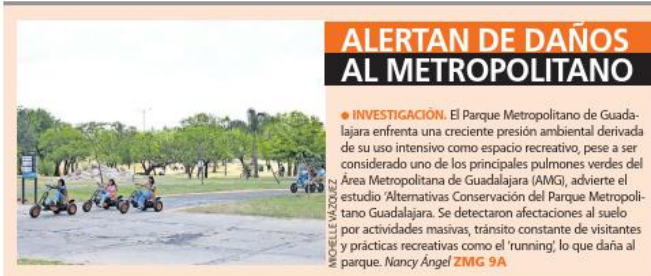 ALERTAN DE DAÑOS
AL METROPOLITANO
● INVESTIGACIÓN. El Parque Metropolitano de Guada-
lajara enfrenta una creciente presión ambiental derivada
de su uso intensivo como espacio recreativo, pese a ser
considerado uno de los principales pulmones verdes del
Área Metropolitana de Guadalajara (AMG), advierte el
estudio 'Alternativas Conservación del Parque Metropoli-
tano Guadalajara. Se detectaron afectaciones al suelo
por actividades masivas, tránsito constante de visitantes
y prácticas recreativas como el 'running', lo que daña al
parque. Nancy Ángel ZMG 9A
MICHELLE VÁZQUEZ